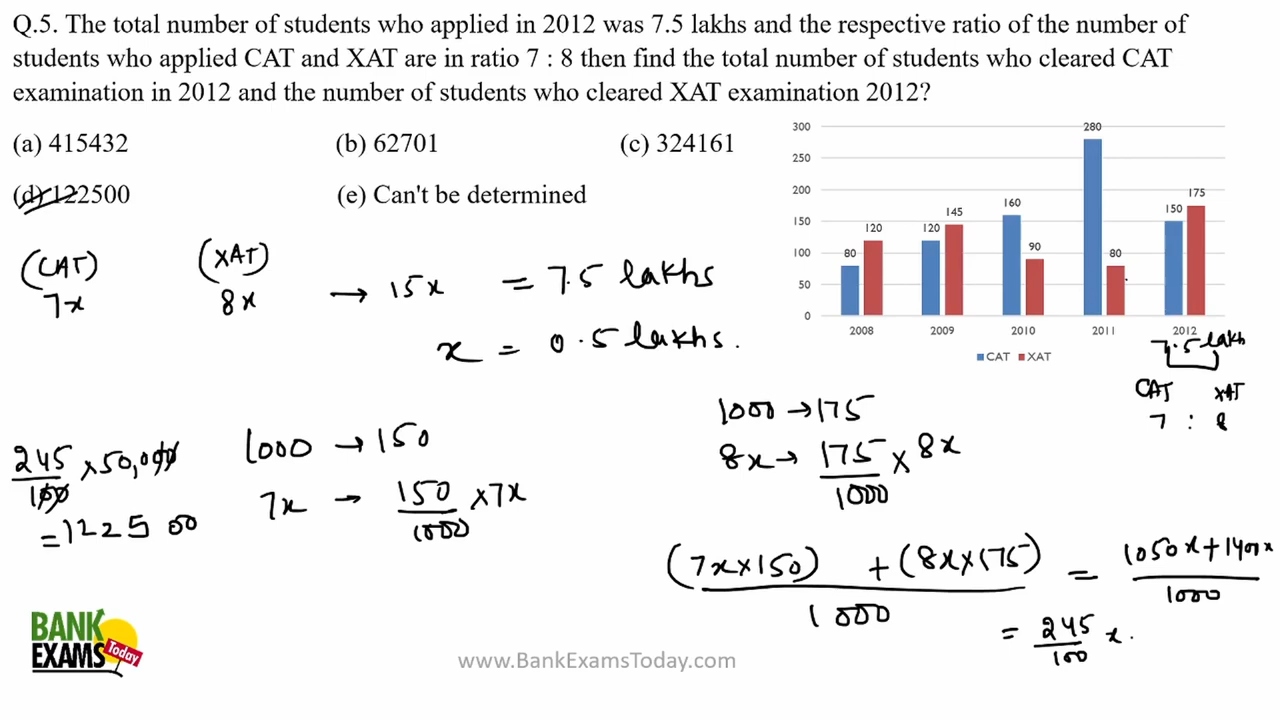 Q.5. The total number of students who applied in 2012 was 7.5 lakhs and the respective ratio of the number of
students who applied CAT and XAT are in ratio 7 : 8 then find the total number of students who cleared CAT
examination in 2012 and the number of students who cleared XAT examination 2012?
(a) 415432 (b) 62701 (c) 324161
(d) 122500 (e) Can't be determined
300
250
200
150
100
50
0
80 120 120 145 160 90 280 80 150 175
2008 2009 2010 2011 2012
CAT XAT
7.5 lakh
CAT XAT
7 : 8
(CAT) (XAT)
7x 8x → 15x = 7.5 lakhs
x = 0.5 lakhs.
1000 → 150
7x → 150/1000 × 7x
245/100 × 50,000
= 122500
1000 → 175
8x → 175/1000 × 8x
(7x×150) + (8x×175) / 1000 = 1050x + 1400x / 1000
= 245/100 x.
BANK
EXAMS Today
www.BankExamsToday.com